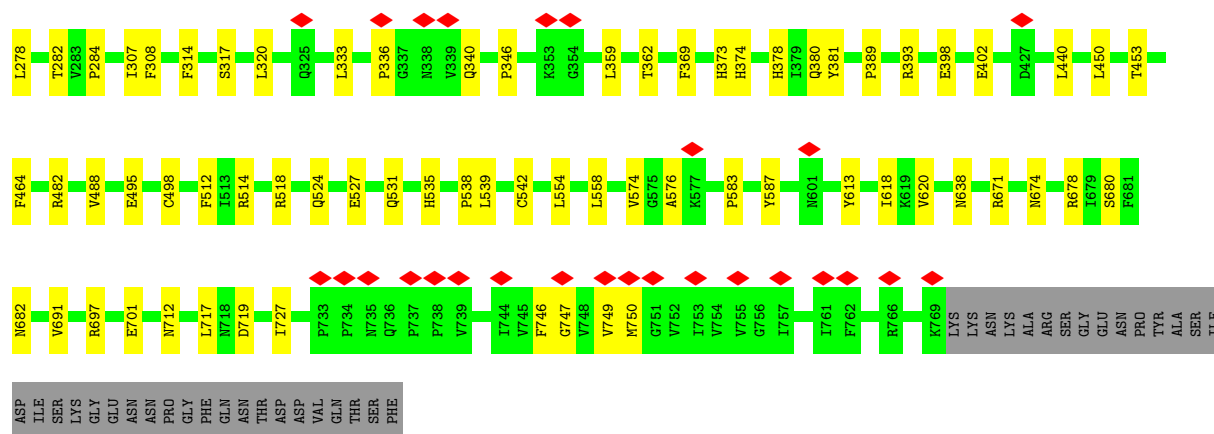 L278 T282 V283 P284 I307 F308 F314 S317 L320 Q325 L333 P336 G337 N338 V339 Q340 P346 K353 G354 L359 T362 F369 H373 H374 H378 I379 Q380 Y381 P389 R393 E398 E402 D427 L440 L450 T453
F464 R482 V488 E495 C498 F512 I513 R514 R518 Q524 E527 Q531 H535 P538 L539 C542 L554 L558 V574 G575 A576 K577 P583 Y587 N601 Y613 I618 K619 V620 N638 R671 N674 R678 I679 S680 F681
N682 V691 R697 E701 N712 L717 N718 D719 I727 P733 P734 N735 Q736 P737 P738 V739 I744 V745 F746 G747 V748 V749 M750 G751 V752 I753 V754 V755 G756 I757 I761 F762 R766 K769 LYS LYS ASN LYS ALA ARG SER GLY GLU ASN PRO TYR ALA SER ILE
ASP ILE SER LYS GLY GLU ASN ASN PRO GLY PHE GLN ASN THR ASP ASP VAL GLN THR SER PHE